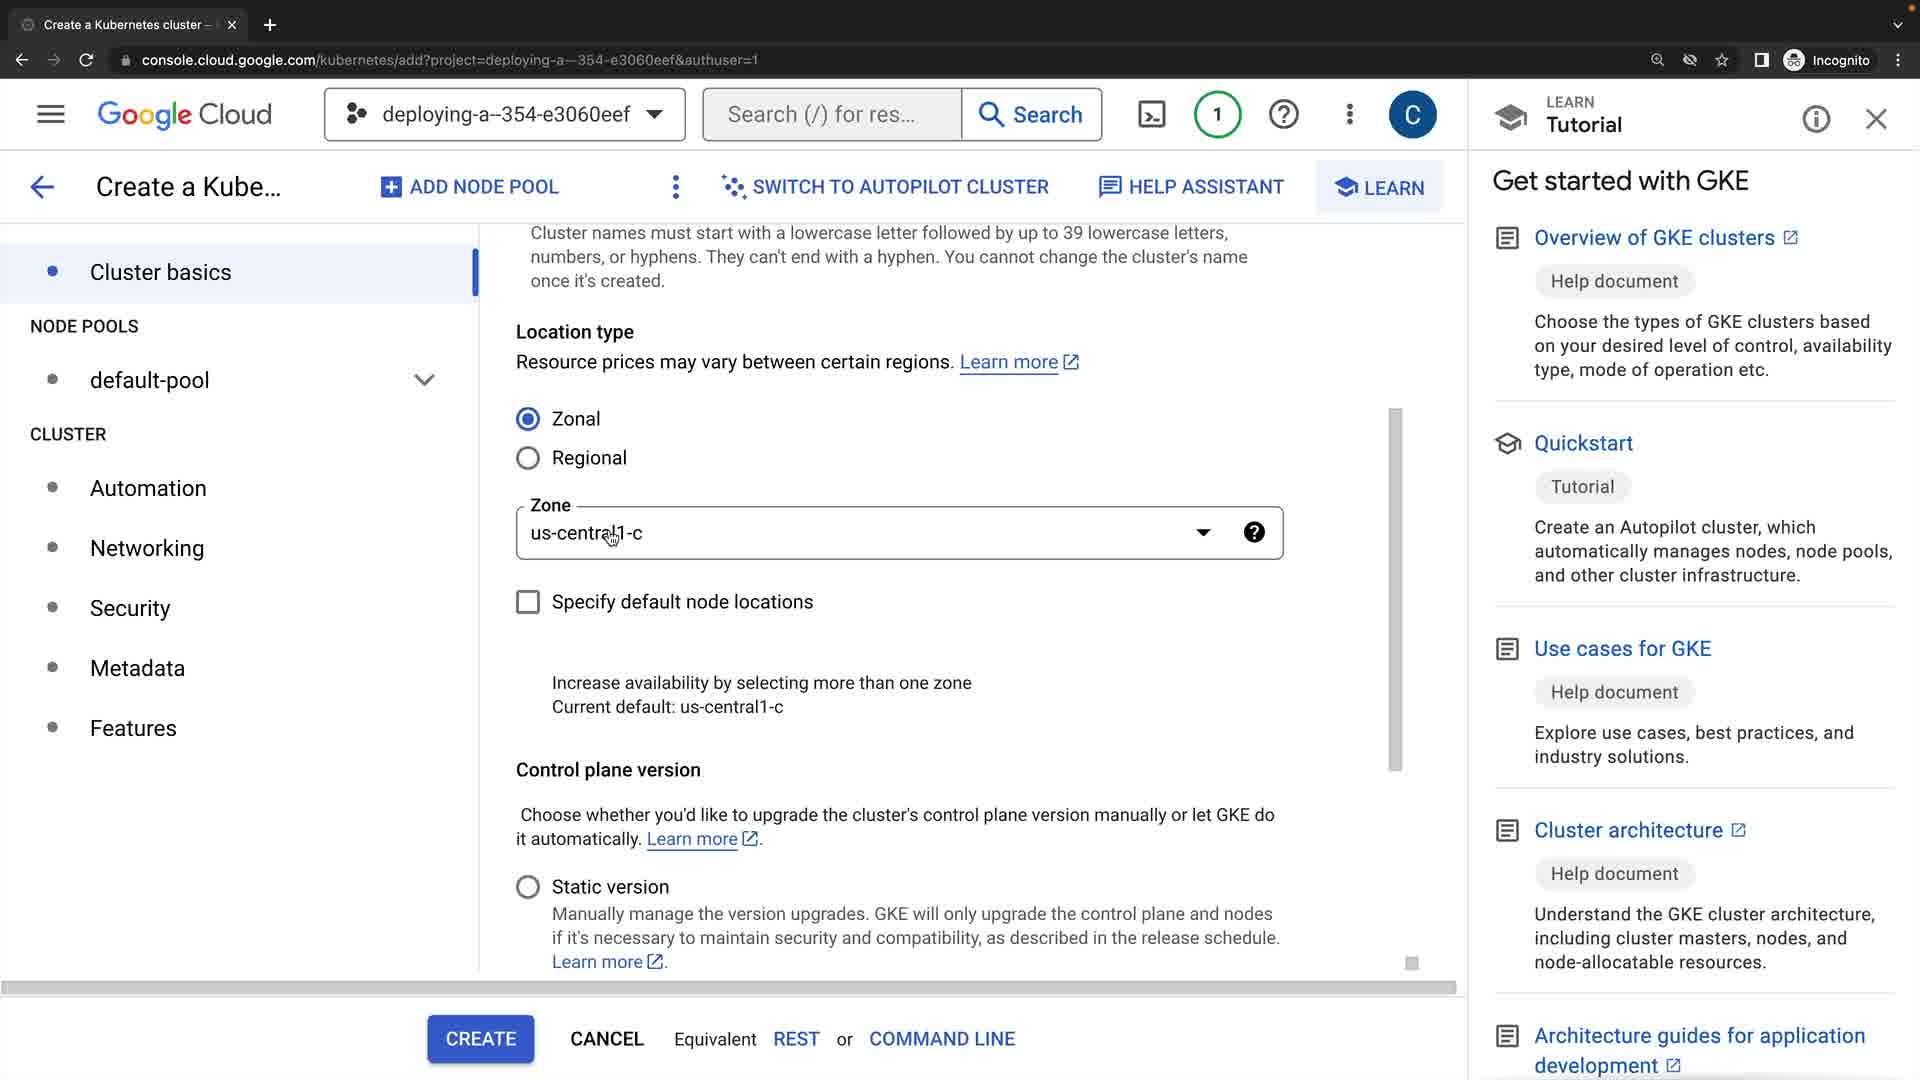 Create a Kubernetes cluster –
console.cloud.google.com/kubernetes/add?project=deploying-a--354-e3060eef&authuser=1
Incognito
Google Cloud
deploying-a--354-e3060eef
Search (/) for res...
Search
1
C
LEARN
Tutorial
Create a Kube...
ADD NODE POOL
SWITCH TO AUTOPILOT CLUSTER
HELP ASSISTANT
LEARN
Cluster basics
NODE POOLS
default-pool
CLUSTER
Automation
Networking
Security
Metadata
Features
Cluster names must start with a lowercase letter followed by up to 39 lowercase letters,
numbers, or hyphens. They can't end with a hyphen. You cannot change the cluster's name
once it's created.
Location type
Resource prices may vary between certain regions. Learn more
Zonal
Regional
Zone
us-central1-c
Specify default node locations
Increase availability by selecting more than one zone
Current default: us-central1-c
Control plane version
Choose whether you'd like to upgrade the cluster's control plane version manually or let GKE do
it automatically. Learn more.
Static version
Manually manage the version upgrades. GKE will only upgrade the control plane and nodes
if it's necessary to maintain security and compatibility, as described in the release schedule.
Learn more.
CREATE
CANCEL
Equivalent REST or COMMAND LINE
Get started with GKE
Overview of GKE clusters
Help document
Choose the types of GKE clusters based
on your desired level of control, availability
type, mode of operation etc.
Quickstart
Tutorial
Create an Autopilot cluster, which
automatically manages nodes, node pools,
and other cluster infrastructure.
Use cases for GKE
Help document
Explore use cases, best practices, and
industry solutions.
Cluster architecture
Help document
Understand the GKE cluster architecture,
including cluster masters, nodes, and
node-allocatable resources.
Architecture guides for application
development